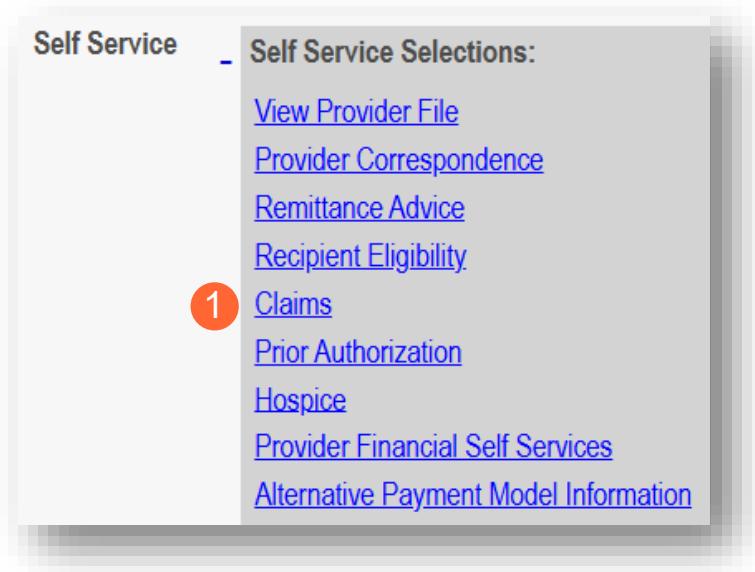 Self Service
Self Service Selections:
View Provider File
Provider Correspondence
Remittance Advice
Recipient Eligibility
1 Claims
Prior Authorization
Hospice
Provider Financial Self Services
Alternative Payment Model Information